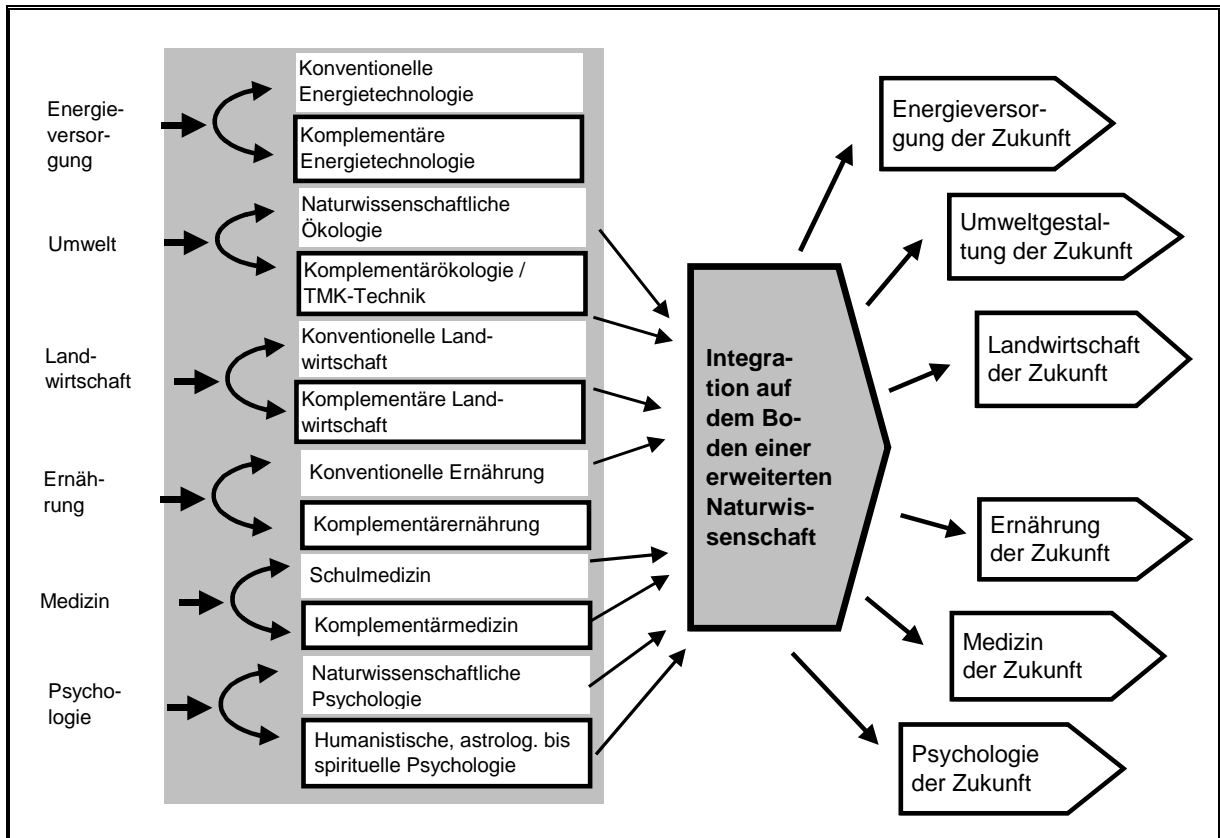 Energie-
versor-
gung
Konventionelle
Energietechnologie
Komplementäre
Energietechnologie
Umwelt
Naturwissenschaftliche
Ökologie
Komplementärökologie /
TMK-Technik
Land-
wirtschaft
Konventionelle Land-
wirtschaft
Komplementäre Land-
wirtschaft
Ernäh-
rung
Konventionelle Ernährung
Komplementärernährung
Medizin
Schulmedizin
Komplementärmedizin
Psycho-
logie
Naturwissenschaftliche
Psychologie
Humanistische, astrolog. bis
spirituelle Psychologie
Integra-
tion auf
dem Bo-
den einer
erweiterten
Naturwis-
senschaft
Energieversor-
gung der Zukunft
Umweltgestal-
tung der Zukunft
Landwirtschaft
der Zukunft
Ernährung
der Zukunft
Medizin
der Zukunft
Psychologie
der Zukunft